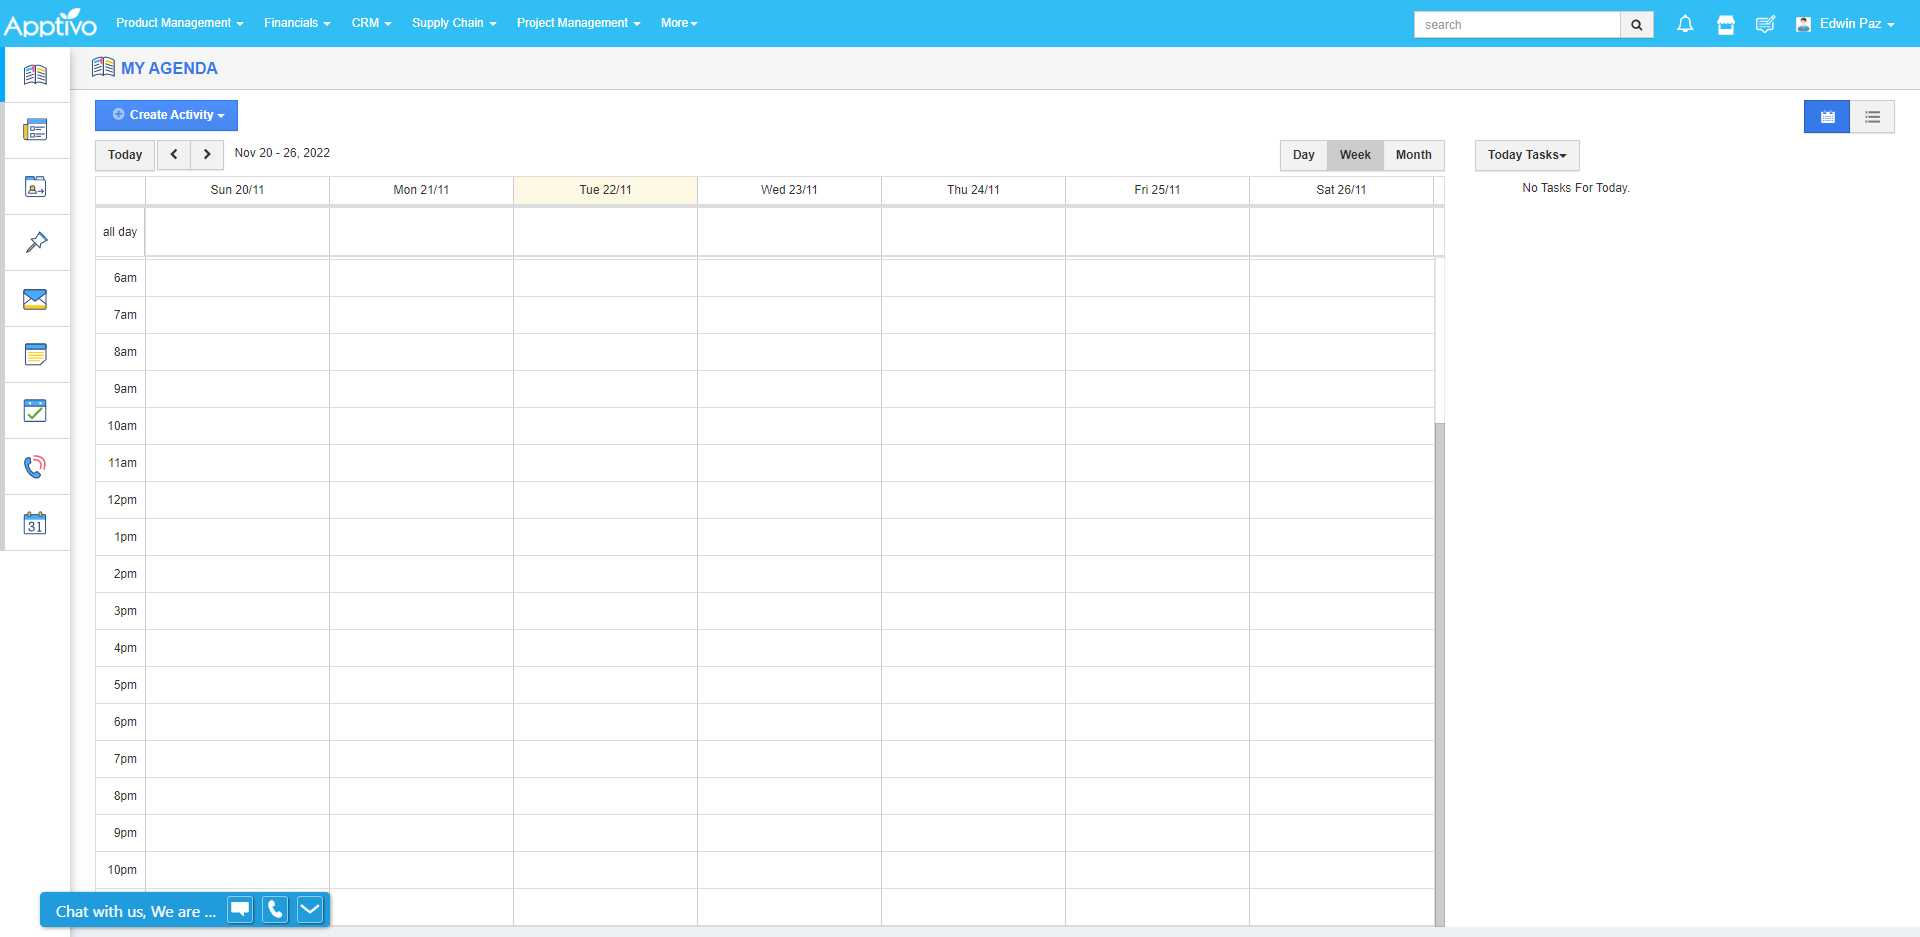 Apptivo Product Management Financials CRM Supply Chain Project Management More search Edwin Paz
MY AGENDA
Create Activity
Today Nov 20 - 26, 2022 Day Week Month Today Tasks
Sun 20/11 Mon 21/11 Tue 22/11 Wed 23/11 Thu 24/11 Fri 25/11 Sat 26/11
No Tasks For Today.
all day
6am
7am
8am
9am
10am
11am
12pm
1pm
2pm
3pm
4pm
5pm
6pm
7pm
8pm
9pm
10pm
31
Chat with us, We are ...